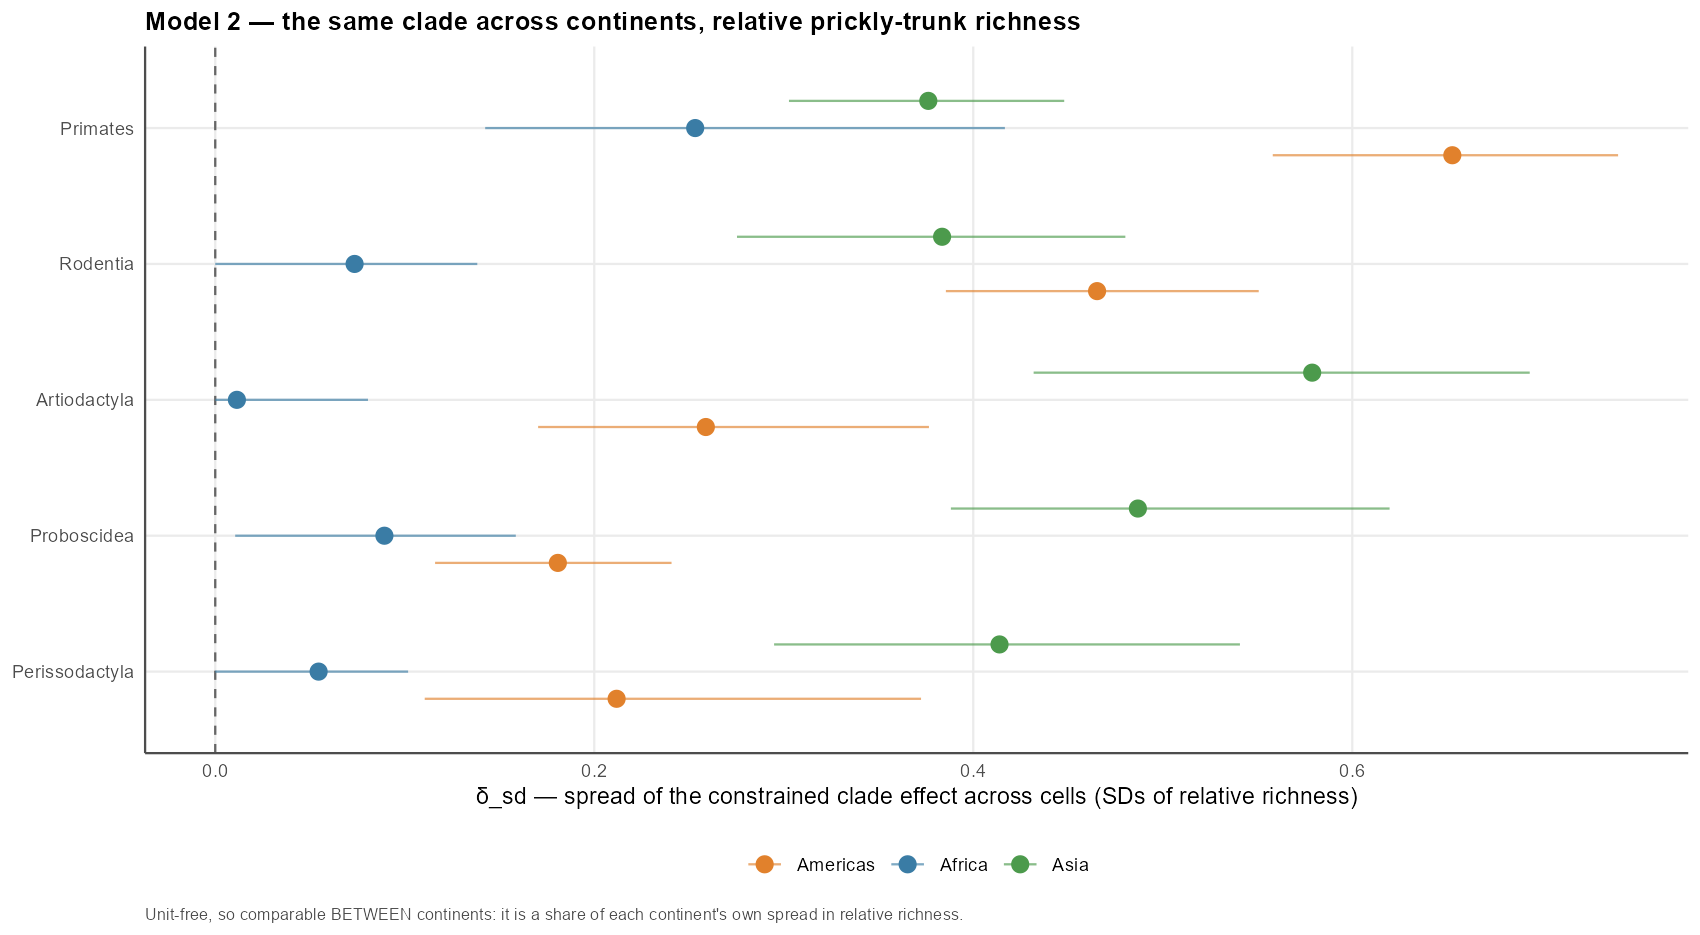 Model 2 — the same clade across continents, relative prickly-trunk richness
Primates
Rodentia
Artiodactyla
Proboscidea
Perissodactyla
0.0 0.2 0.4 0.6
δ_sd — spread of the constrained clade effect across cells (SDs of relative richness)
Americas Africa Asia
Unit-free, so comparable BETWEEN continents: it is a share of each continent's own spread in relative richness.